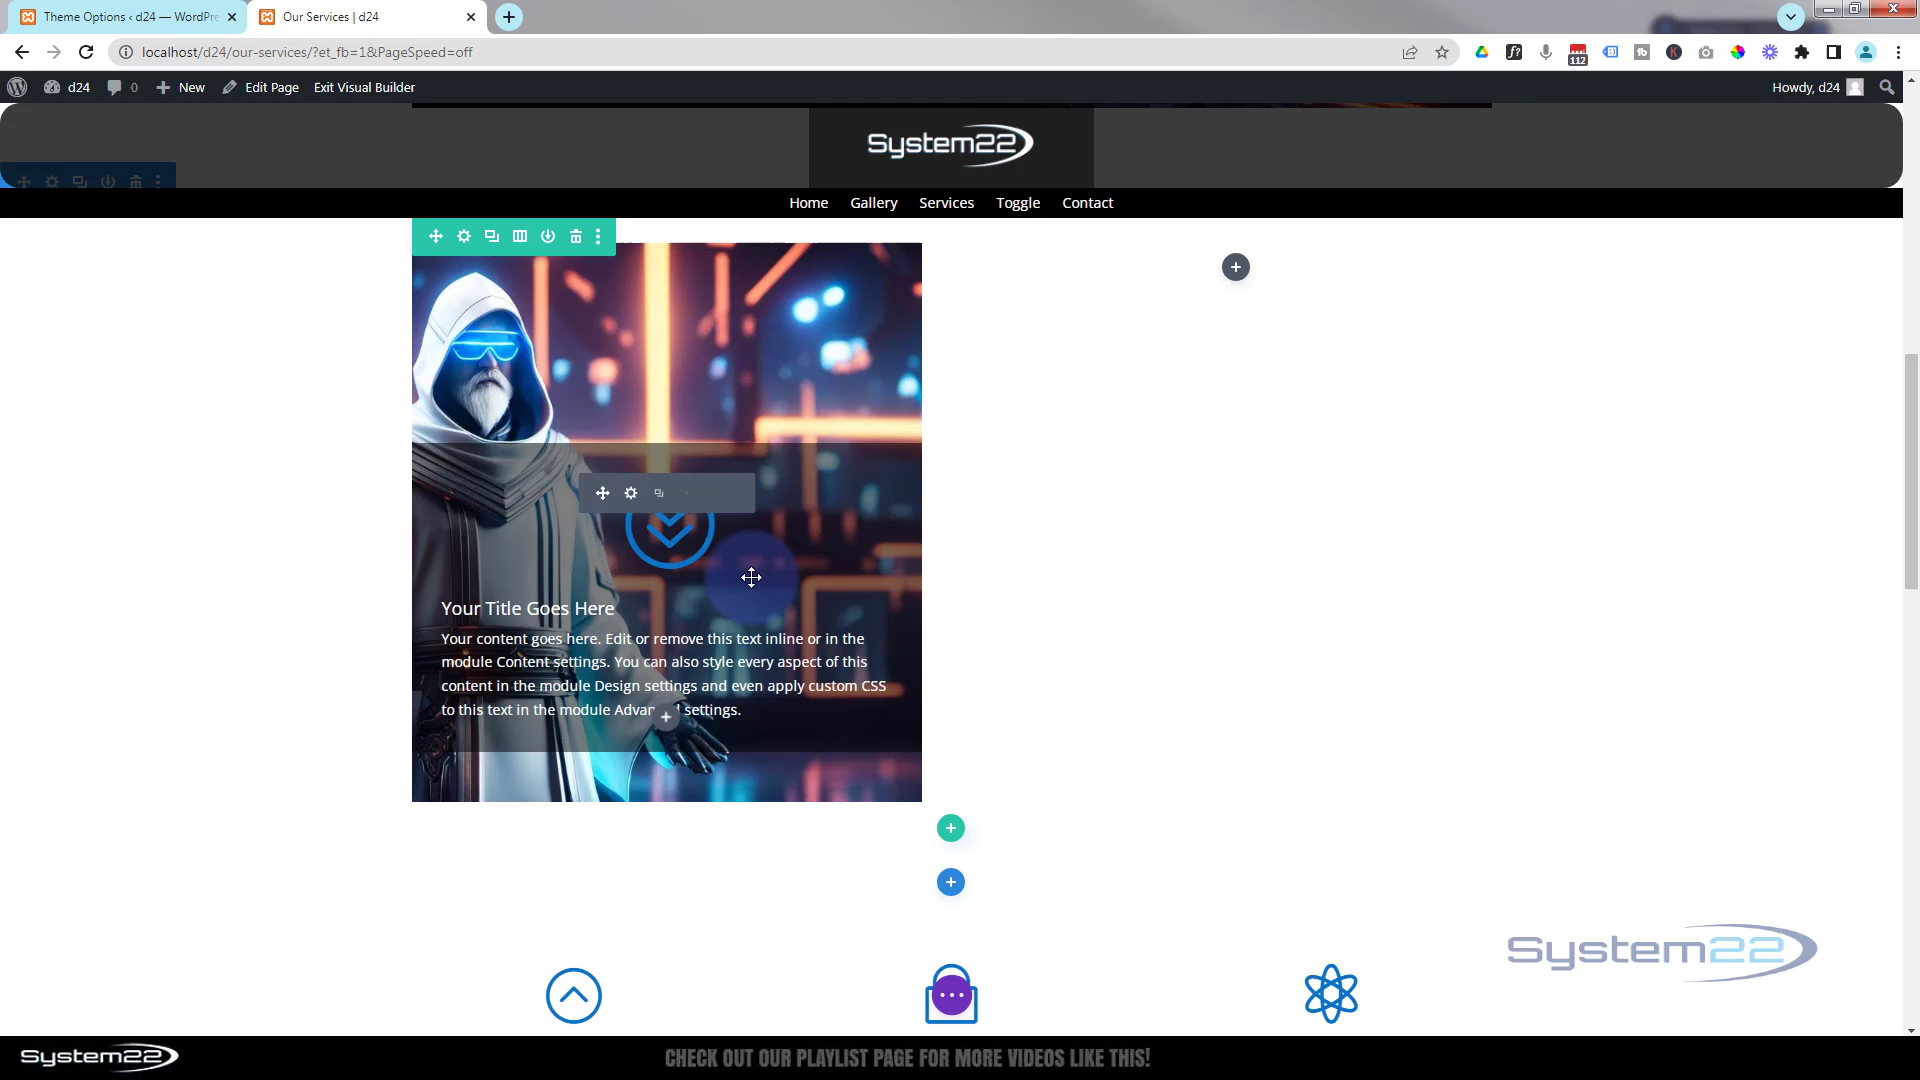 Theme Options ‹ d24 — WordPre
Our Services | d24
localhost/d24/our-services/?et_fb=1&PageSpeed=off
112
d24
0
New
Edit Page
Exit Visual Builder
Howdy, d24
System22
Home
Gallery
Services
Toggle
Contact
Your Title Goes Here
Your content goes here. Edit or remove this text inline or in the
module Content settings. You can also style every aspect of this
content in the module Design settings and even apply custom CSS
to this text in the module Advan d settings.
System22
System22
CHECK OUT OUR PLAYLIST PAGE FOR MORE VIDEOS LIKE THIS!